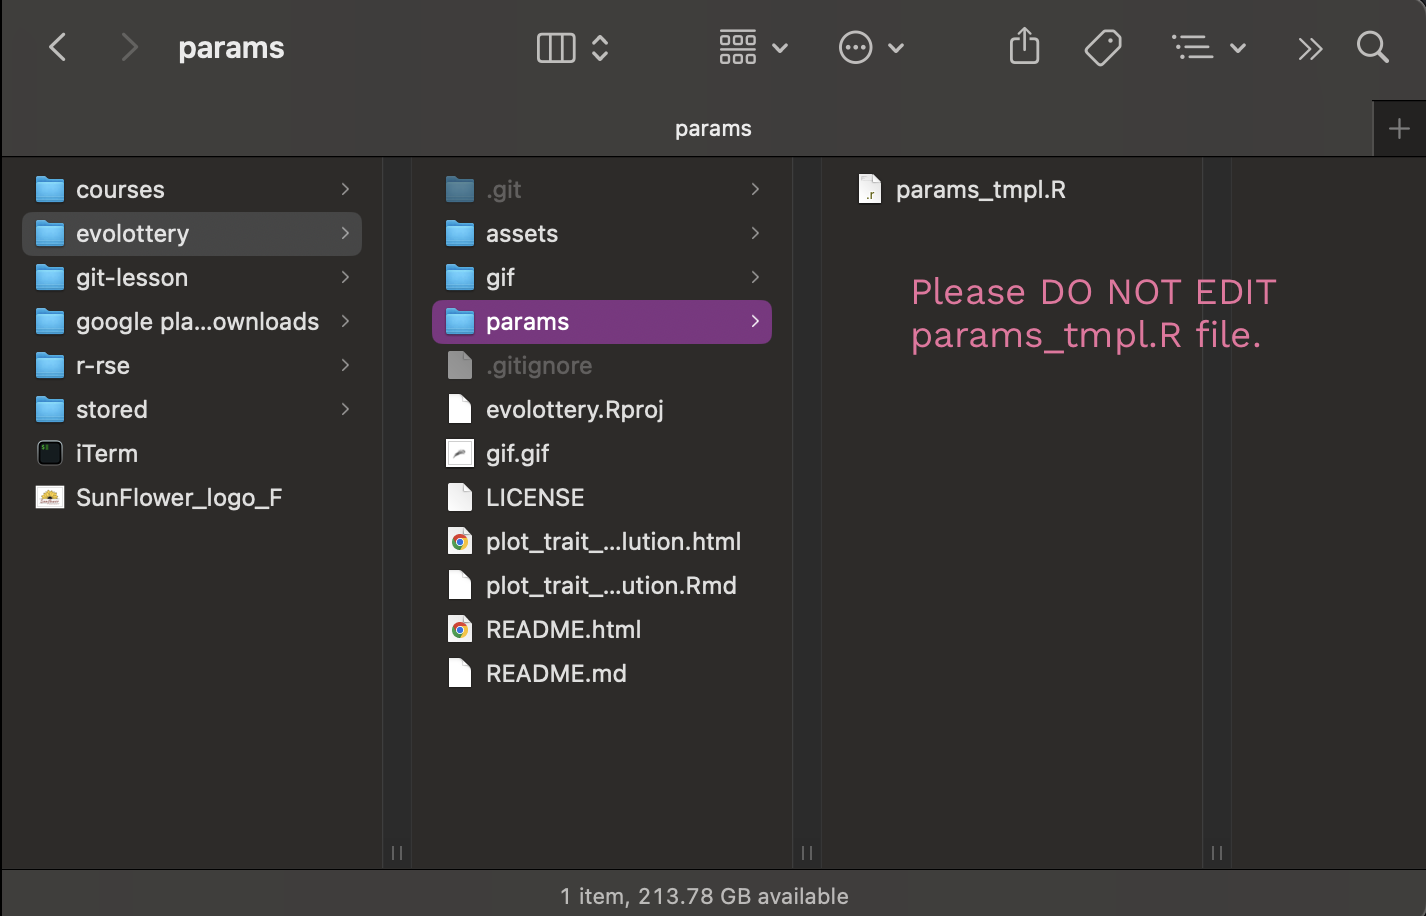 params
params
courses
evolottery
git-lesson
google pla...ownloads
r-rse
stored
iTerm
SunFlower_logo_F
.git
assets
gif
params
.gitignore
evolottery.Rproj
gif.gif
LICENSE
plot_trait_...lution.html
plot_trait_...ution.Rmd
README.html
README.md
.r
params_tmpl.R
Please DO NOT EDIT
params_tmpl.R file.
1 item, 213.78 GB available